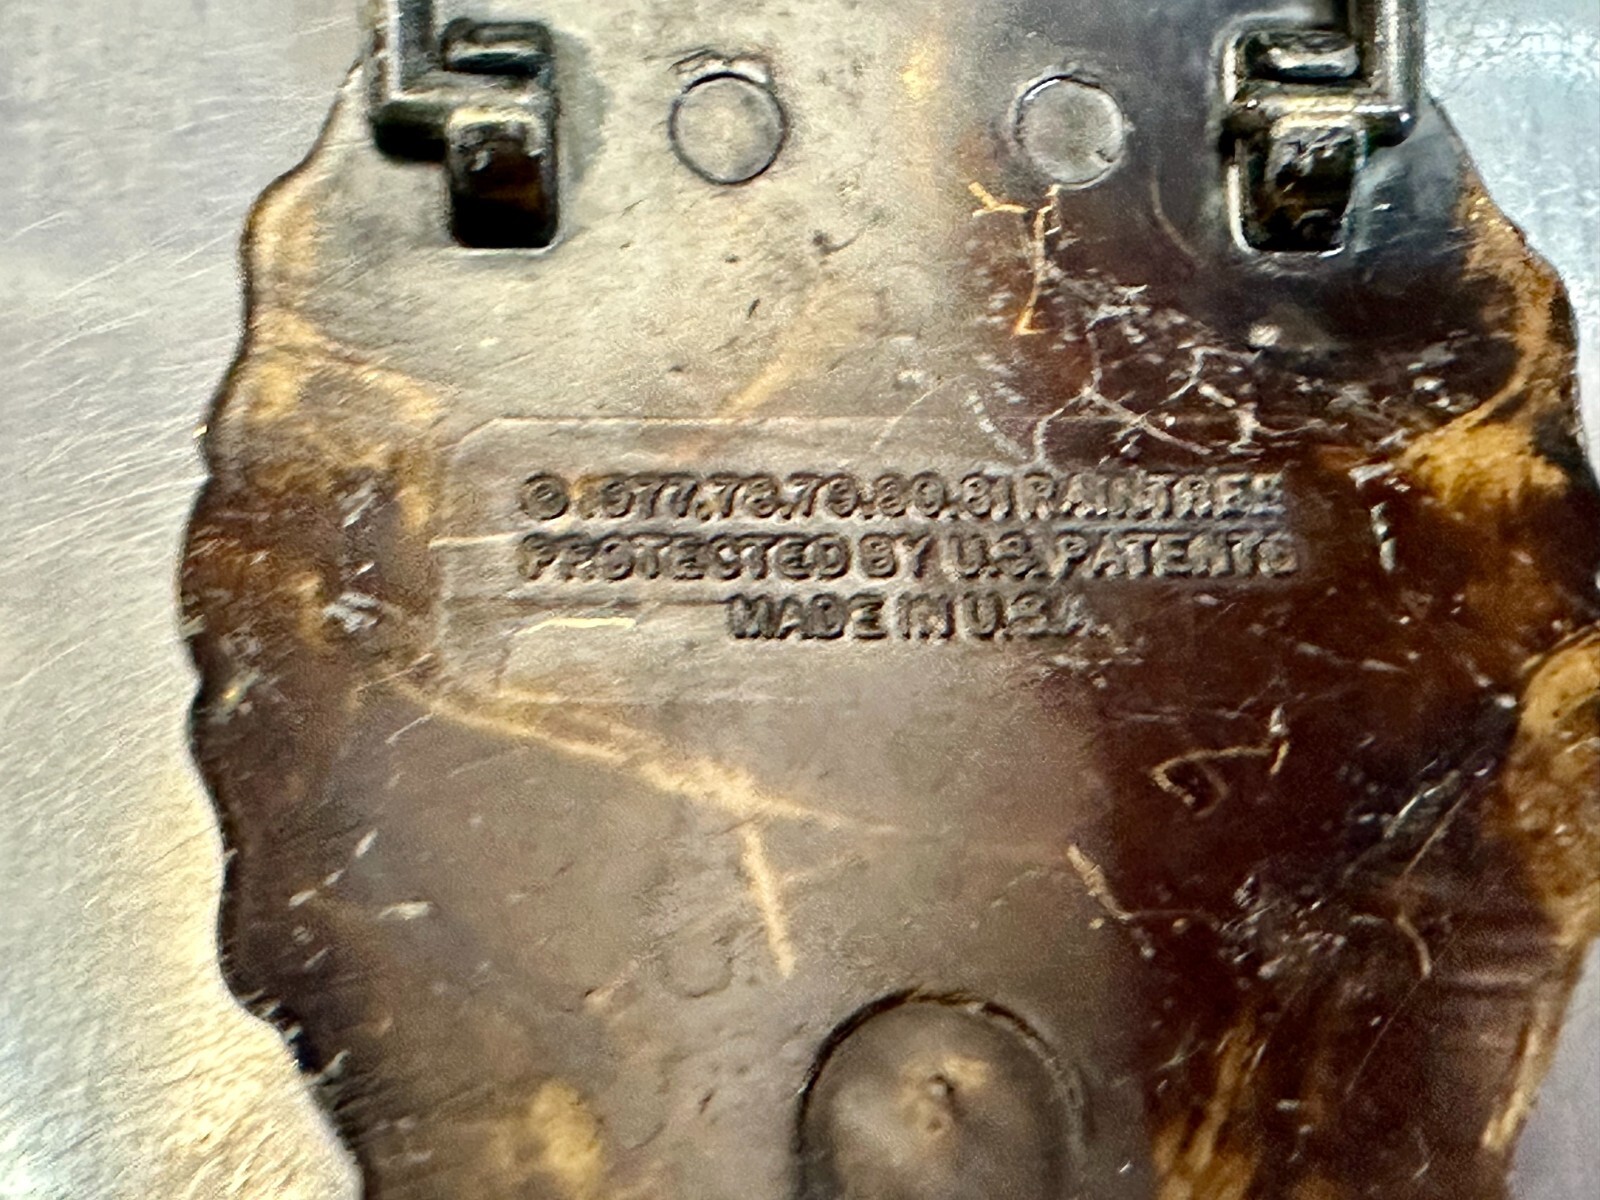 © 1977,78,79,80,81 RAINTREE
PROTECTED BY U.S. PATENTS
MADE IN U.S.A.